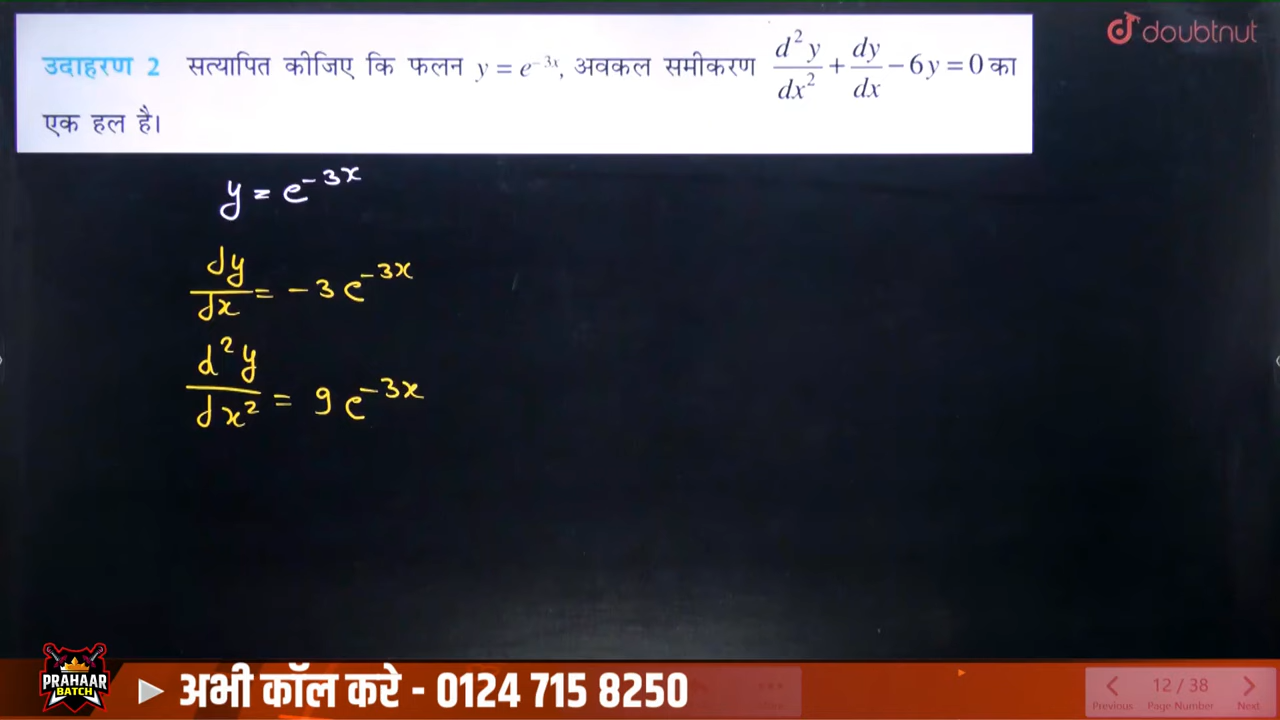 doubtnut
उदाहरण 2 सत्यापित कीजिए कि फलन y = e⁻³ˣ, अवकल समीकरण d²y/dx² + dy/dx − 6y = 0 का
एक हल है।
y = e⁻³ˣ
dy/dx = −3e⁻³ˣ
d²y/dx² = 9e⁻³ˣ
PRAHAAR
BATCH
अभी कॉल करे - 0124 715 8250
12 / 38
Previous Page Number Next